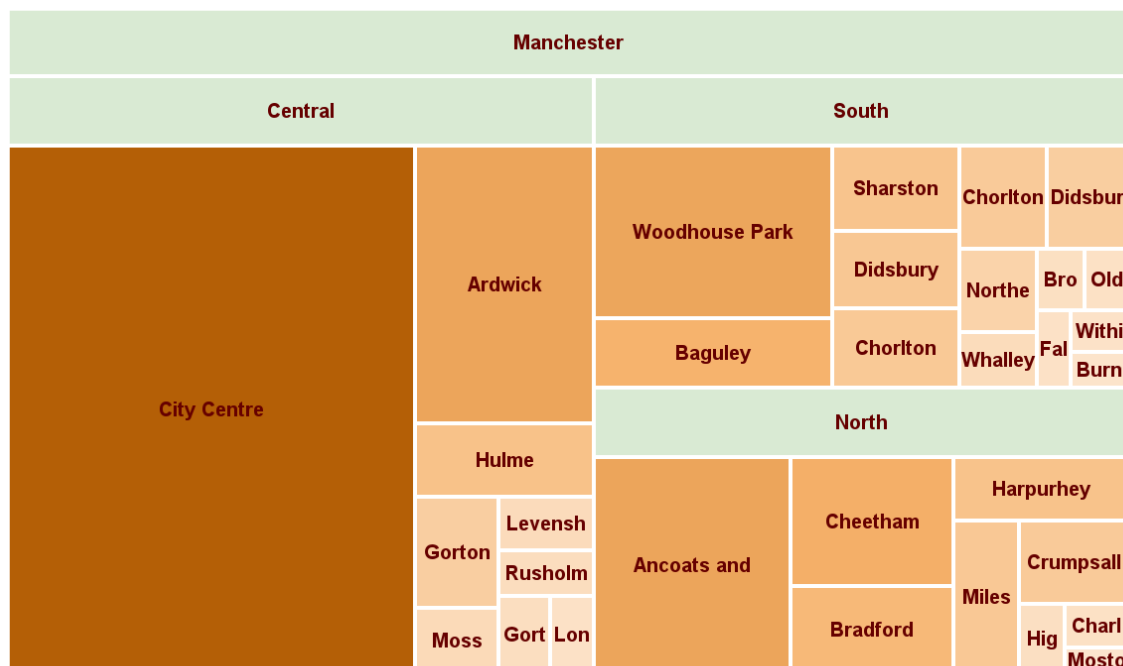 Manchester
Central
South
City Centre
Ardwick
Hulme
Gorton
Levensh
Rusholm
Moss
Gort
Lon
Woodhouse Park
Baguley
Sharston
Didsbury
Chorlton
Chorlton
Didsbur
Northe
Whalley
Bro
Old
Fal
Withi
Burn
North
Ancoats and
Cheetham
Bradford
Harpurhey
Miles
Crumpsall
Hig
Charl
Mosto